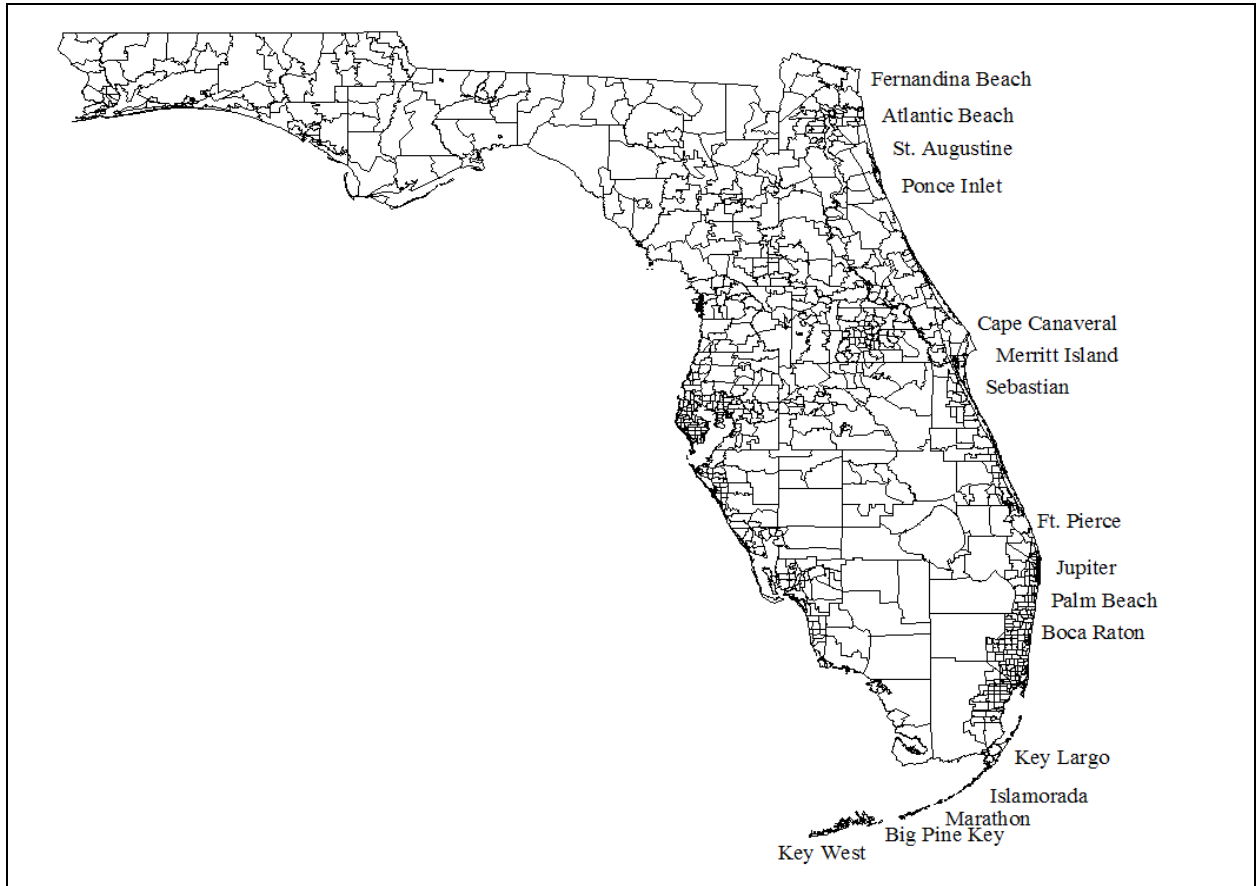 Fernandina Beach
Atlantic Beach
St. Augustine
Ponce Inlet
Cape Canaveral
Merritt Island
Sebastian
Ft. Pierce
Jupiter
Palm Beach
Boca Raton
Key Largo
Islamorada
Marathon
Big Pine Key
Key West